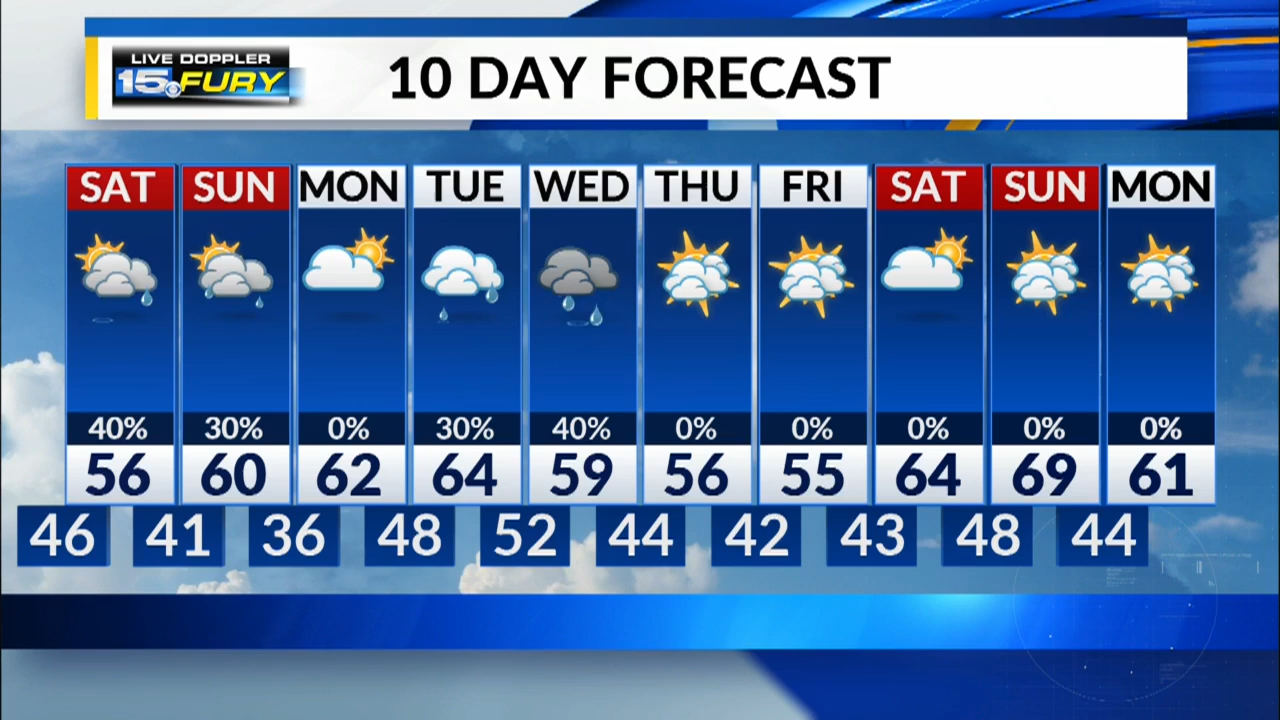 LIVE DOPPLER
15 FURY
10 DAY FORECAST
SAT SUN MON TUE WED THU FRI SAT SUN MON
40% 30% 0% 30% 40% 0% 0% 0% 0% 0%
56 60 62 64 59 56 55 64 69 61
46 41 36 48 52 44 42 43 48 44